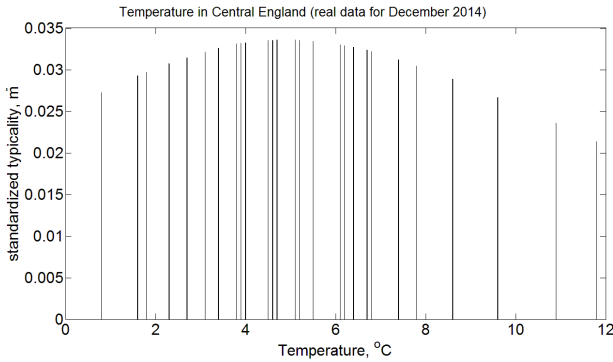 Temperature in Central England (real data for December 2014)
0.035
0.03
0.025
0.02
0.015
0.01
0.005
0
standardized typicality, m̄
0 2 4 6 8 10 12
Temperature, °C